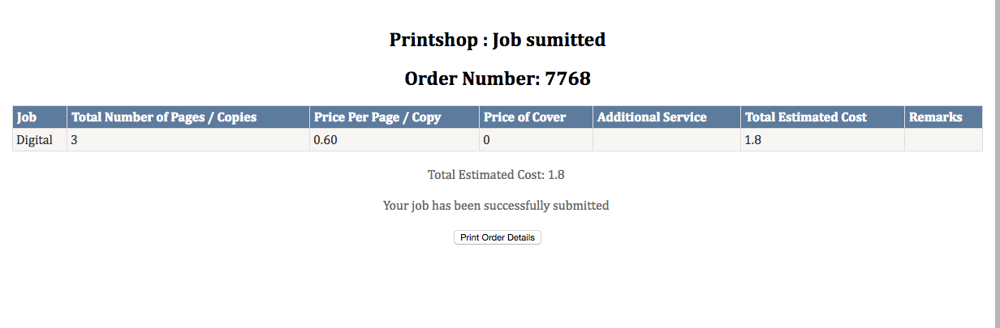 Printshop : Job sumitted
Order Number: 7768
Job Total Number of Pages / Copies Price Per Page / Copy Price of Cover Additional Service Total Estimated Cost Remarks
Digital 3 0.60 0 1.8
Total Estimated Cost: 1.8
Your job has been successfully submitted
Print Order Details